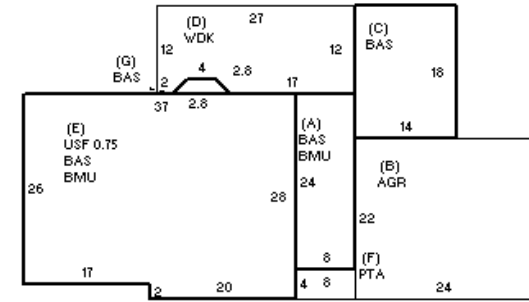 (D)
WDK
27
(C)
BAS
12
12
(G)
BAS
2
4
2.8
17
18
37
2.8
(E)
USF 0.75
BAS
BMU
(A)
BAS
BMU
14
(B)
AGR
26
28
24
22
17
20
2
8
(F)
PTA
4
8
24